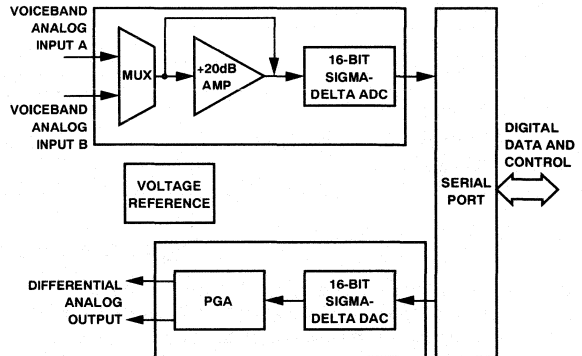 VOICEBAND
ANALOG
INPUT A
MUX
+20dB
AMP
16-BIT
SIGMA-
DELTA ADC
VOICEBAND
ANALOG
INPUT B
DIGITAL
DATA AND
CONTROL
SERIAL
PORT
VOLTAGE
REFERENCE
DIFFERENTIAL
ANALOG
OUTPUT
PGA
16-BIT
SIGMA-
DELTA DAC